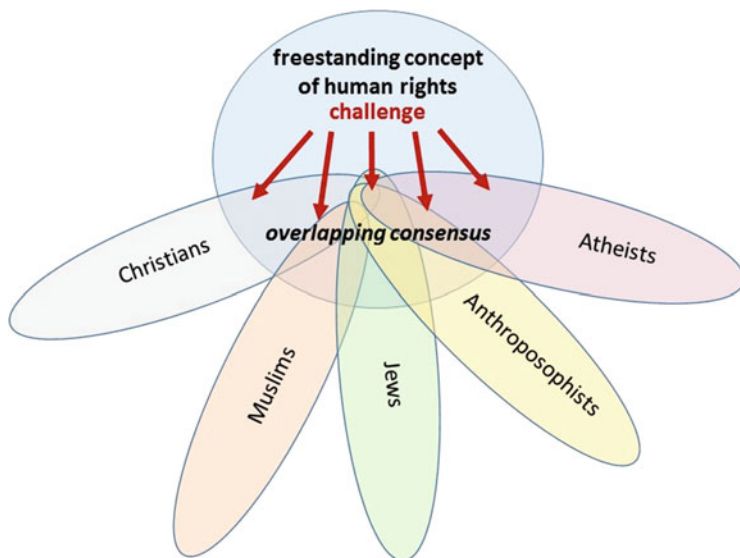 freestanding concept
of human rights
challenge
overlapping consensus
Christians
Muslims
Jews
Anthroposophists
Atheists